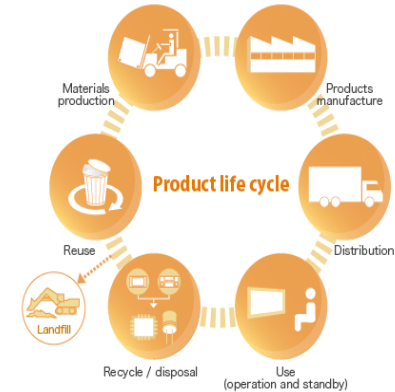 Materials
production
Products
manufacture
Product life cycle
Reuse
Distribution
Landfill
Recycle / disposal
Use
(operation and standby)